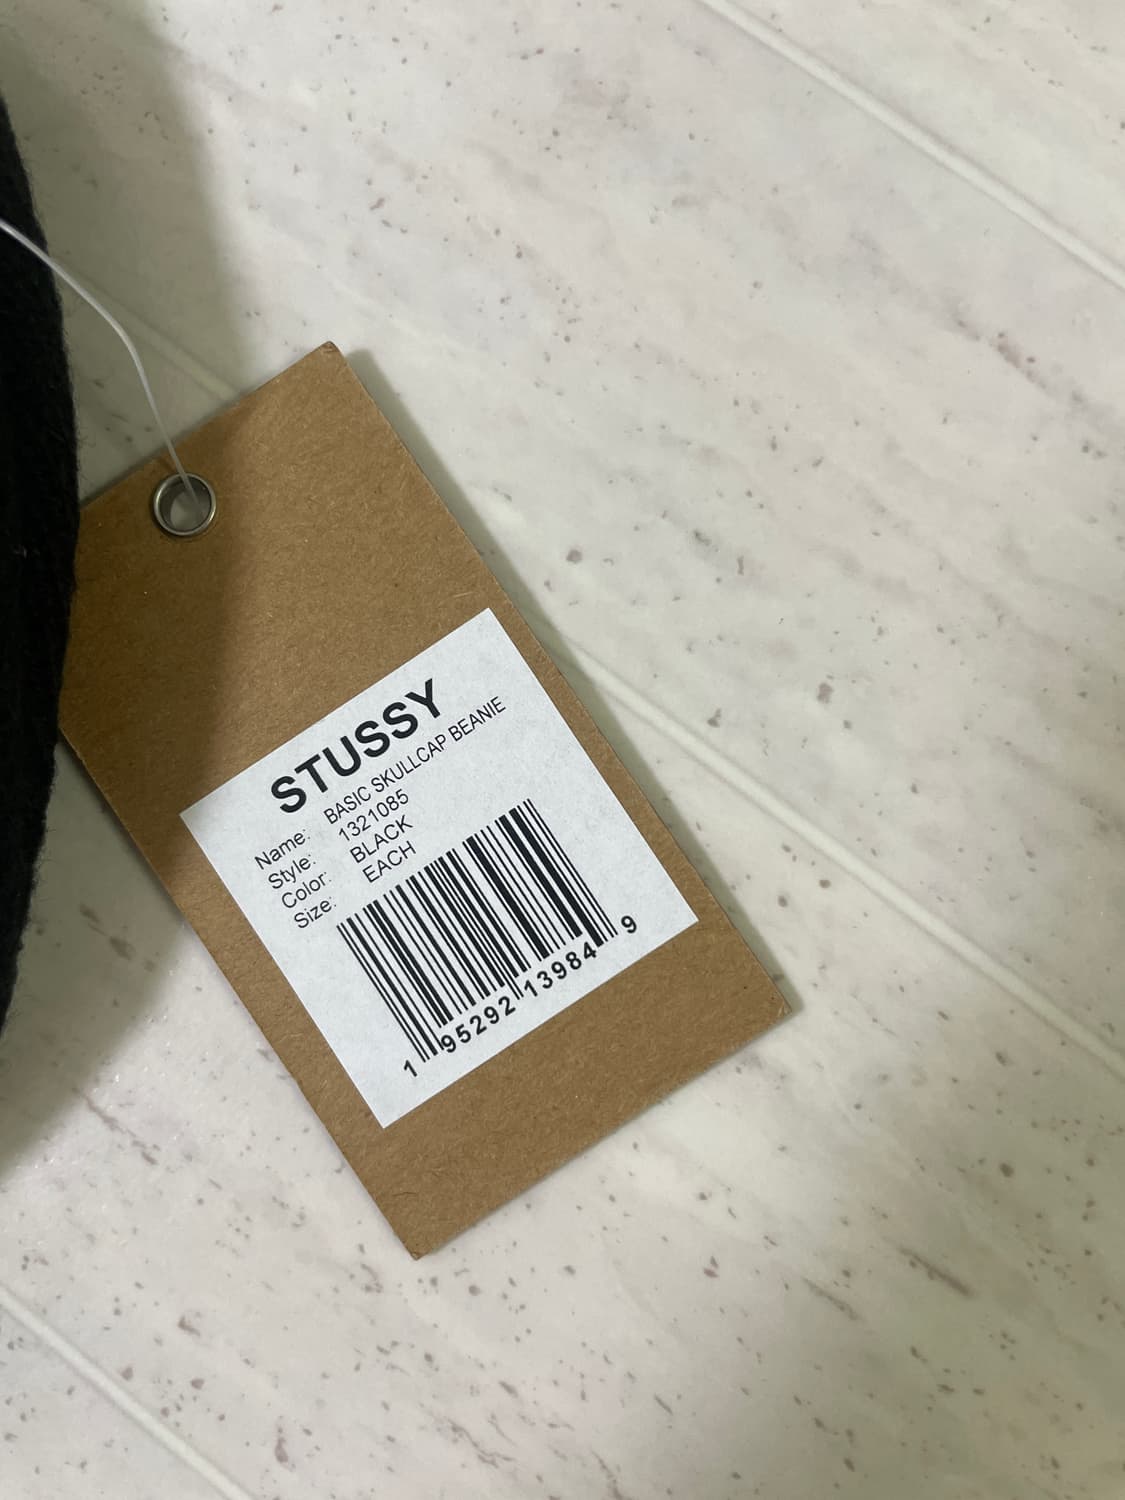 STUSSY
Name: BASIC SKULLCAP BEANIE
Style: 1321085
Color: BLACK
Size: EACH
1 95292 13984 9